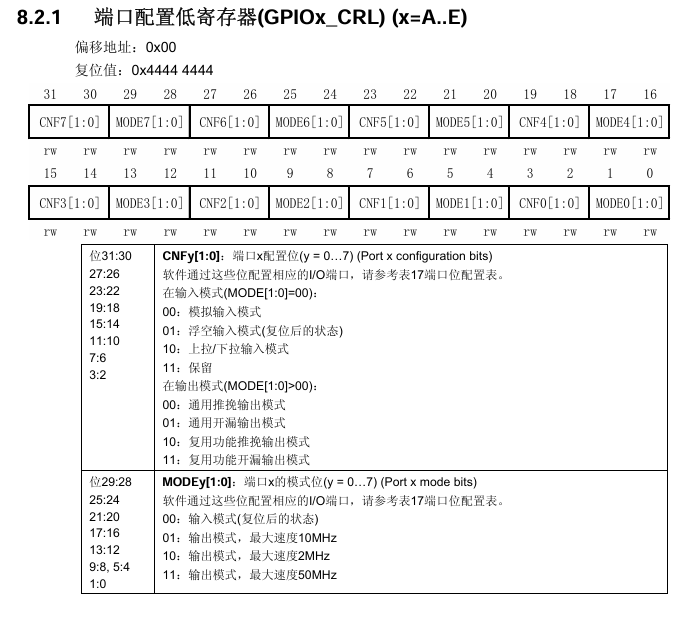 8.2.1 端口配置低寄存器(GPIOx_CRL) (x=A..E)
偏移地址：0x00
复位值：0x4444 4444
31 30 29 28 27 26 25 24 23 22 21 20 19 18 17 16
CNF7[1:0] MODE7[1:0] CNF6[1:0] MODE6[1:0] CNF5[1:0] MODE5[1:0] CNF4[1:0] MODE4[1:0]
rw rw rw rw rw rw rw rw rw rw rw rw rw rw rw rw
15 14 13 12 11 10 9 8 7 6 5 4 3 2 1 0
CNF3[1:0] MODE3[1:0] CNF2[1:0] MODE2[1:0] CNF1[1:0] MODE1[1:0] CNF0[1:0] MODE0[1:0]
rw rw rw rw rw rw rw rw rw rw rw rw rw rw rw rw
位31:30
27:26
23:22
19:18
15:14
11:10
7:6
3:2
CNFy[1:0]：端口x配置位(y = 0…7) (Port x configuration bits)
软件通过这些位配置相应的I/O端口，请参考表17端口位配置表。
在输入模式(MODE[1:0]=00)：
00：模拟输入模式
01：浮空输入模式(复位后的状态)
10：上拉/下拉输入模式
11：保留
在输出模式(MODE[1:0]>00)：
00：通用推挽输出模式
01：通用开漏输出模式
10：复用功能推挽输出模式
11：复用功能开漏输出模式
位29:28
25:24
21:20
17:16
13:12
9:8, 5:4
1:0
MODEy[1:0]：端口x的模式位(y = 0…7) (Port x mode bits)
软件通过这些位配置相应的I/O端口，请参考表17端口位配置表。
00：输入模式(复位后的状态)
01：输出模式，最大速度10MHz
10：输出模式，最大速度2MHz
11：输出模式，最大速度50MHz